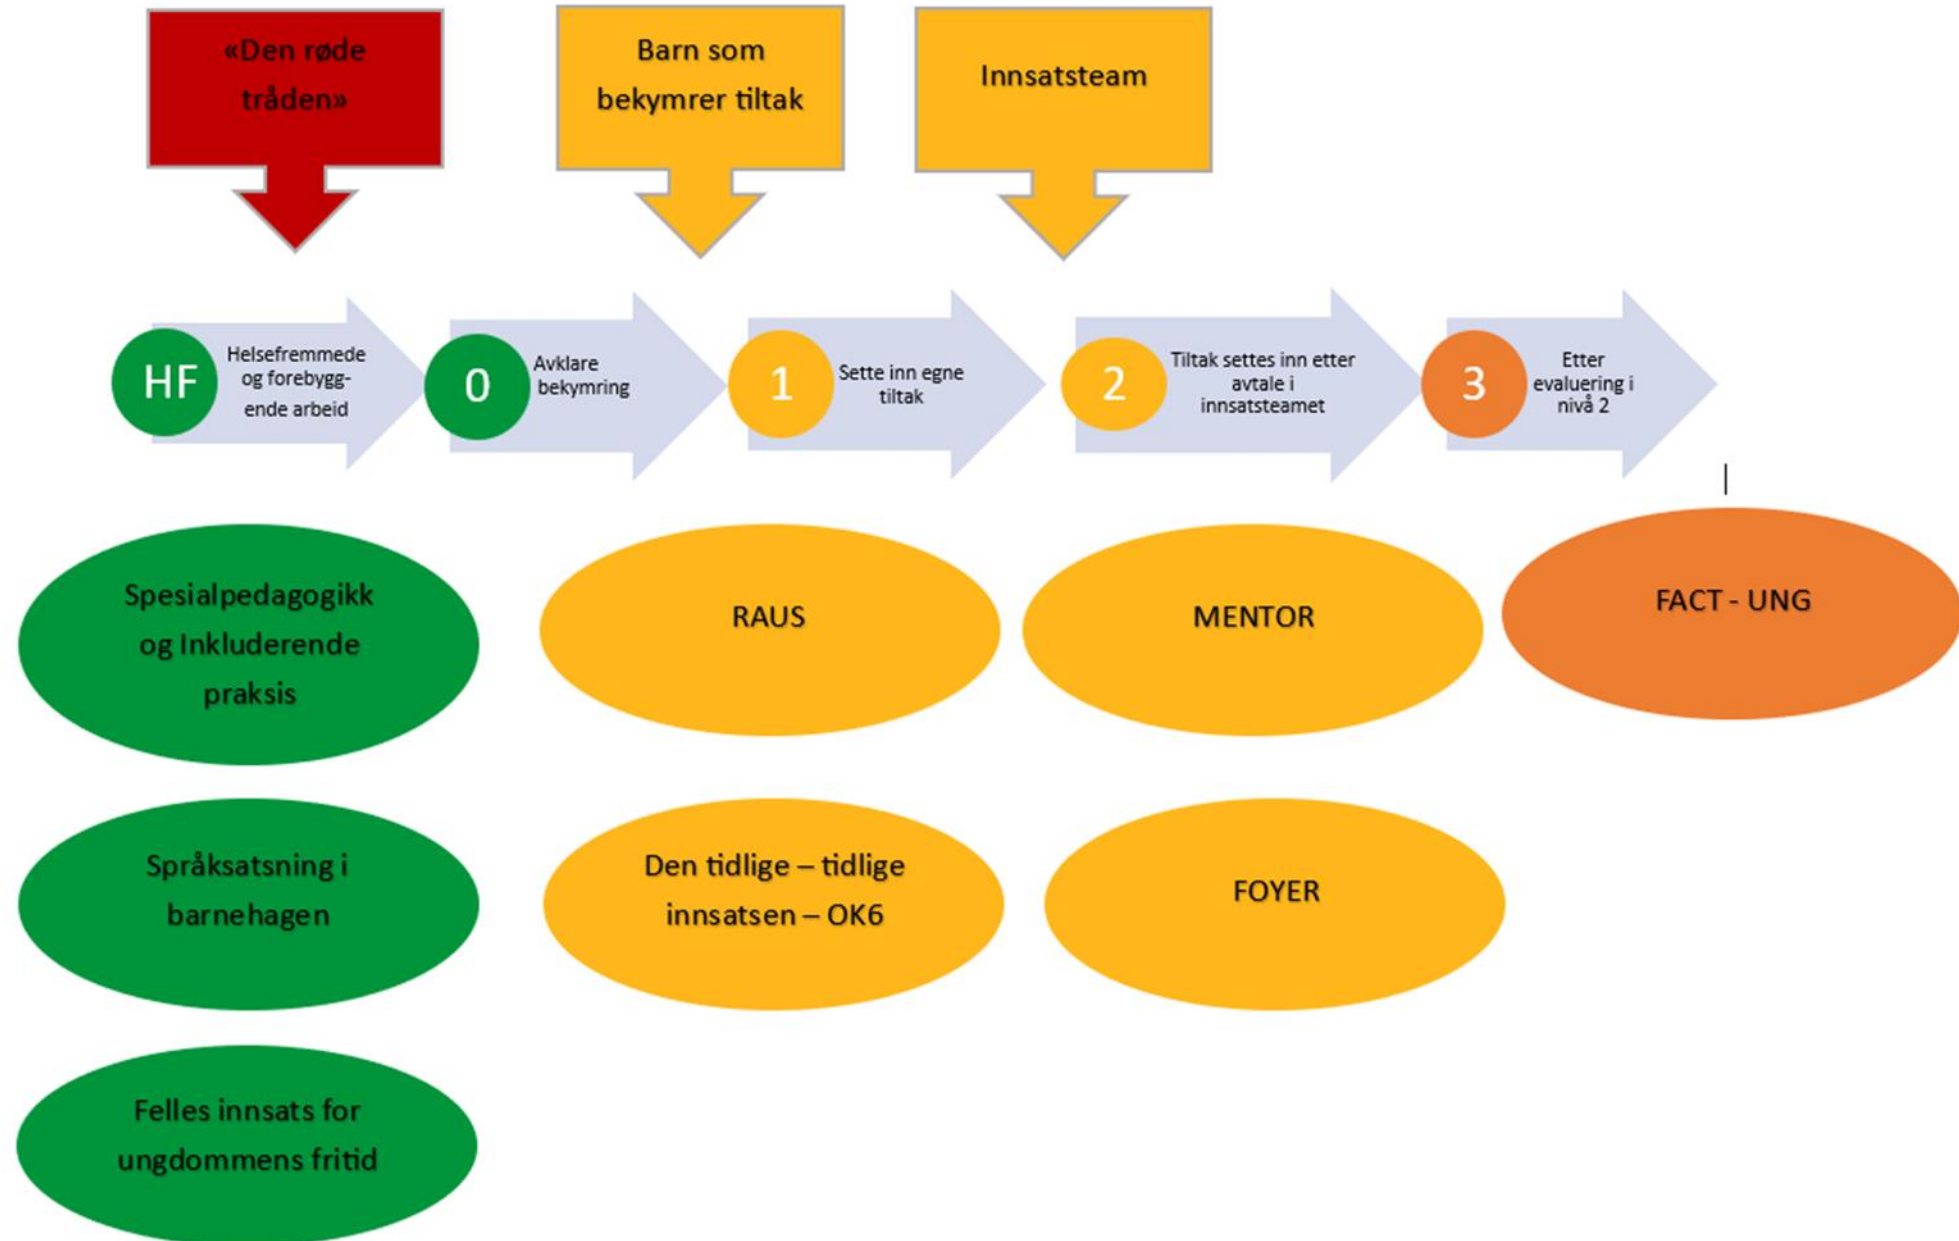 «Den røde
tråden»
Barn som
bekymrer tiltak
Innsatsteam
HF
Helsefremmede
og forebygg-
ende arbeid
0
Avklare
bekymring
1
Sette inn egne
tiltak
2
Tiltak settes inn etter
avtale i
innsatsteamet
3
Etter
evaluering i
nivå 2
Spesialpedagogikk
og Inkluderende
praksis
RAUS
MENTOR
FACT - UNG
Språksatsning i
barnehagen
Den tidlige – tidlige
innsatsen – OK6
FOYER
Felles innsats for
ungdommens fritid